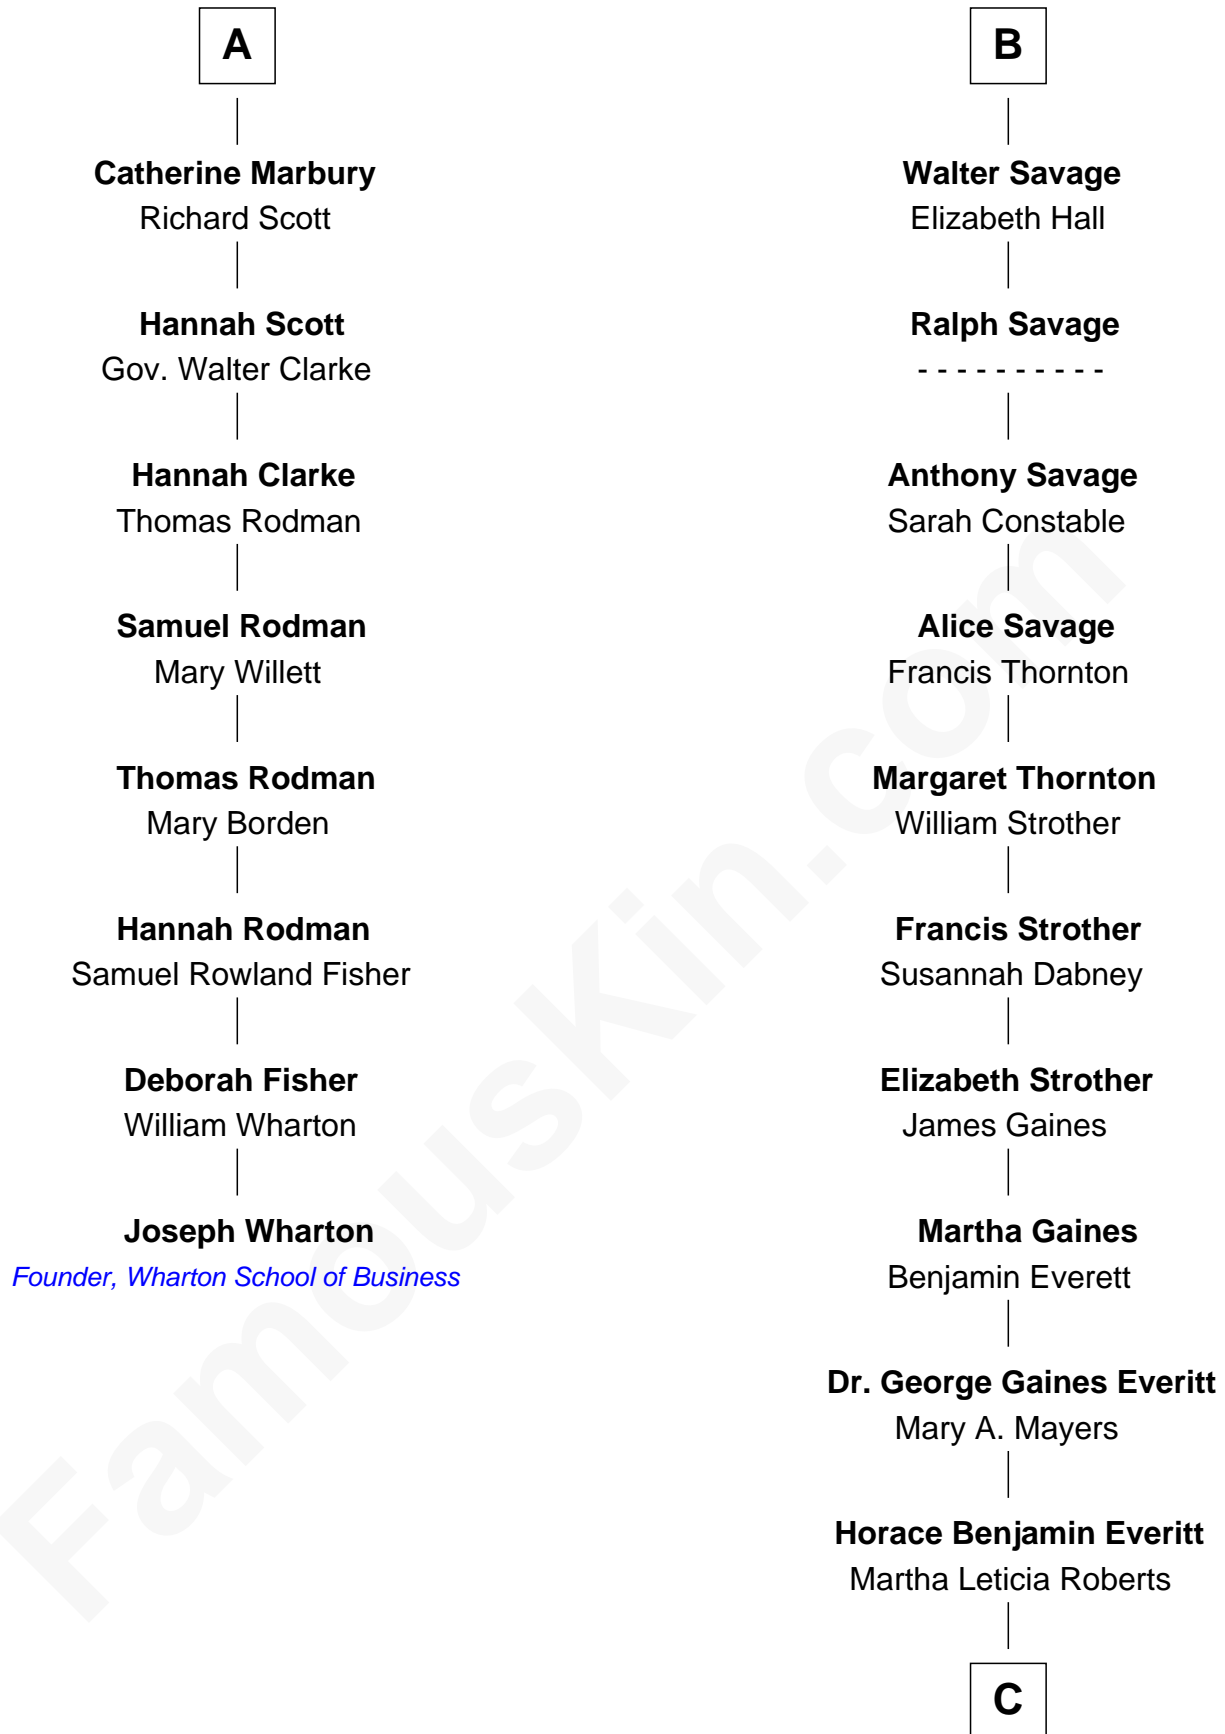 A
Catherine Marbury
Richard Scott
Hannah Scott
Gov. Walter Clarke
Hannah Clarke
Thomas Rodman
Samuel Rodman
Mary Willett
Thomas Rodman
Mary Borden
Hannah Rodman
Samuel Rowland Fisher
Deborah Fisher
William Wharton
Joseph Wharton
Founder, Wharton School of Business
B
Walter Savage
Elizabeth Hall
Ralph Savage
- - - - - - - - - -
Anthony Savage
Sarah Constable
Alice Savage
Francis Thornton
Margaret Thornton
William Strother
Francis Strother
Susannah Dabney
Elizabeth Strother
James Gaines
Martha Gaines
Benjamin Everett
Dr. George Gaines Everitt
Mary A. Mayers
Horace Benjamin Everitt
Martha Leticia Roberts
C
FamousKin.com